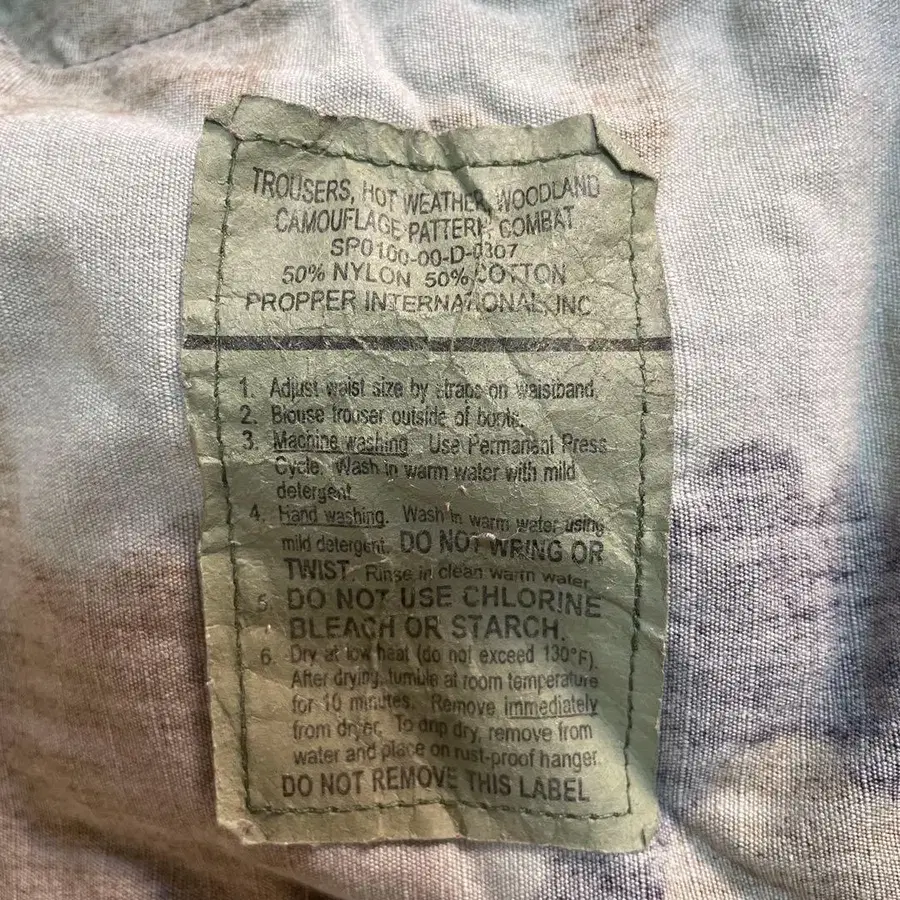 TROUSERS, HOT WEATHER, WOODLAND
CAMOUFLAGE PATTERN, COMBAT
SP0100-00-D-0307
50% NYLON 50% COTTON
PROPPER INTERNATIONAL, INC
1. Adjust waist size by straps on waistband.
2. Blouse trouser outside of boots.
3. Machine washing. Use Permanent Press
Cycle. Wash in warm water with mild
detergent.
4. Hand washing. Wash in warm water using
mild detergent. DO NOT WRING OR
TWIST. Rinse in clean warm water.
5. DO NOT USE CHLORINE
BLEACH OR STARCH.
6. Dry at low heat (do not exceed 130°F).
After drying, tumble at room temperature
for 10 minutes. Remove immediately
from dryer. To drip dry, remove from
water and place on rust-proof hanger.
DO NOT REMOVE THIS LABEL